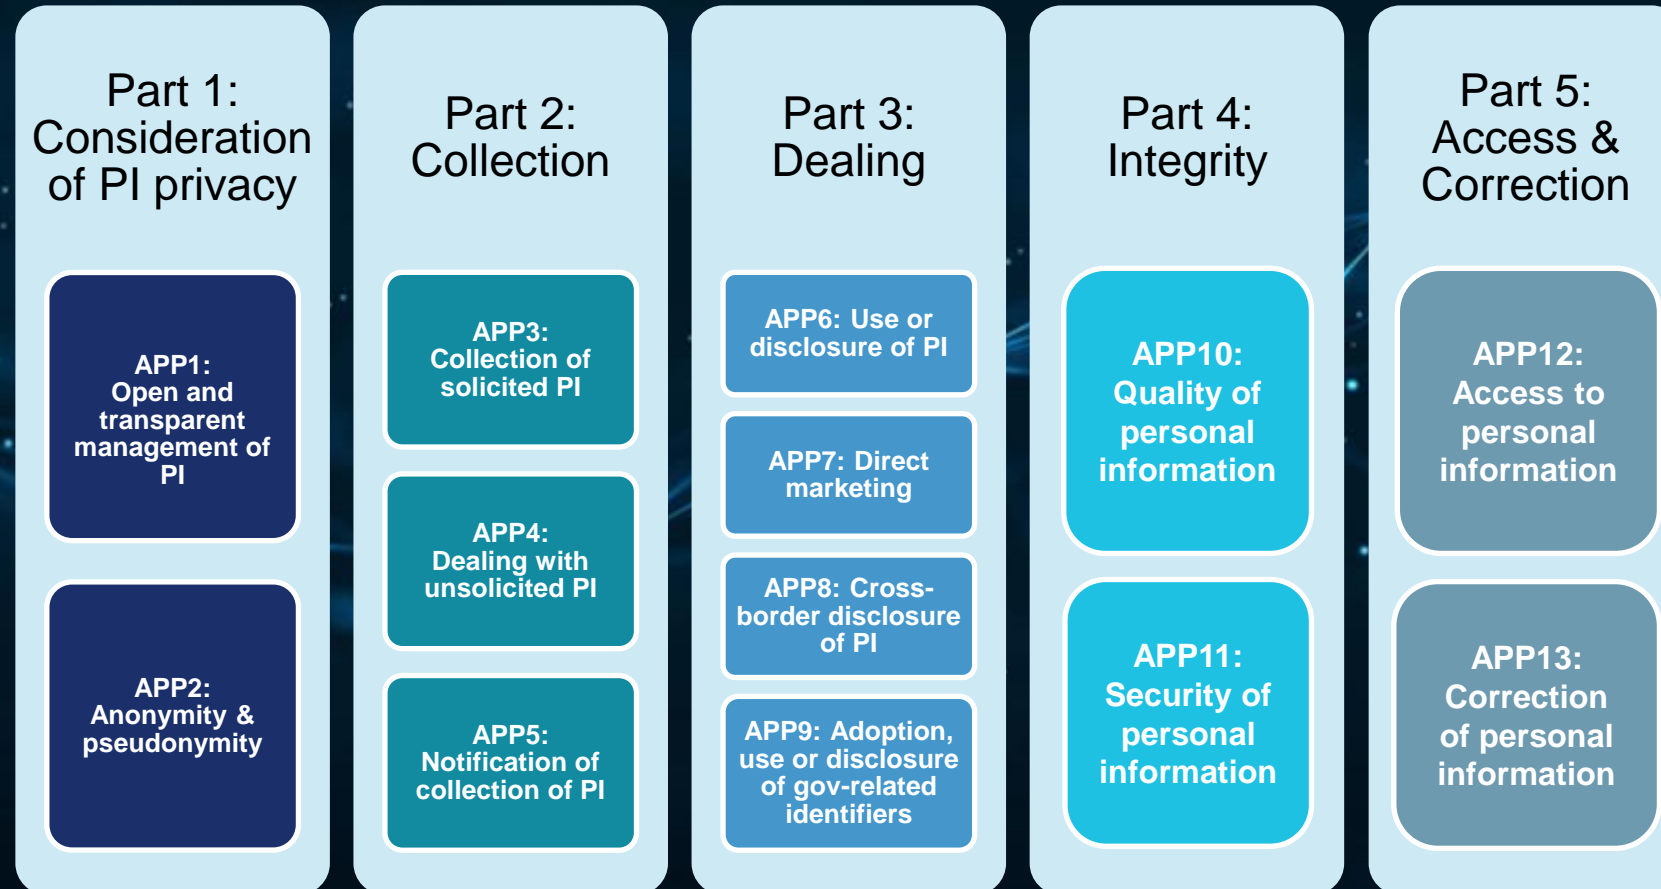 Part 1:
Consideration
of PI privacy
APP1:
Open and
transparent
management of
PI
APP2:
Anonymity &
pseudonymity
Part 2:
Collection
APP3:
Collection of
solicited PI
APP4:
Dealing with
unsolicited PI
APP5:
Notification of
collection of PI
Part 3:
Dealing
APP6: Use or
disclosure of PI
APP7: Direct
marketing
APP8: Cross-
border disclosure
of PI
APP9: Adoption,
use or disclosure
of gov-related
identifiers
Part 4:
Integrity
APP10:
Quality of
personal
information
APP11:
Security of
personal
information
Part 5:
Access &
Correction
APP12:
Access to
personal
information
APP13:
Correction
of personal
information